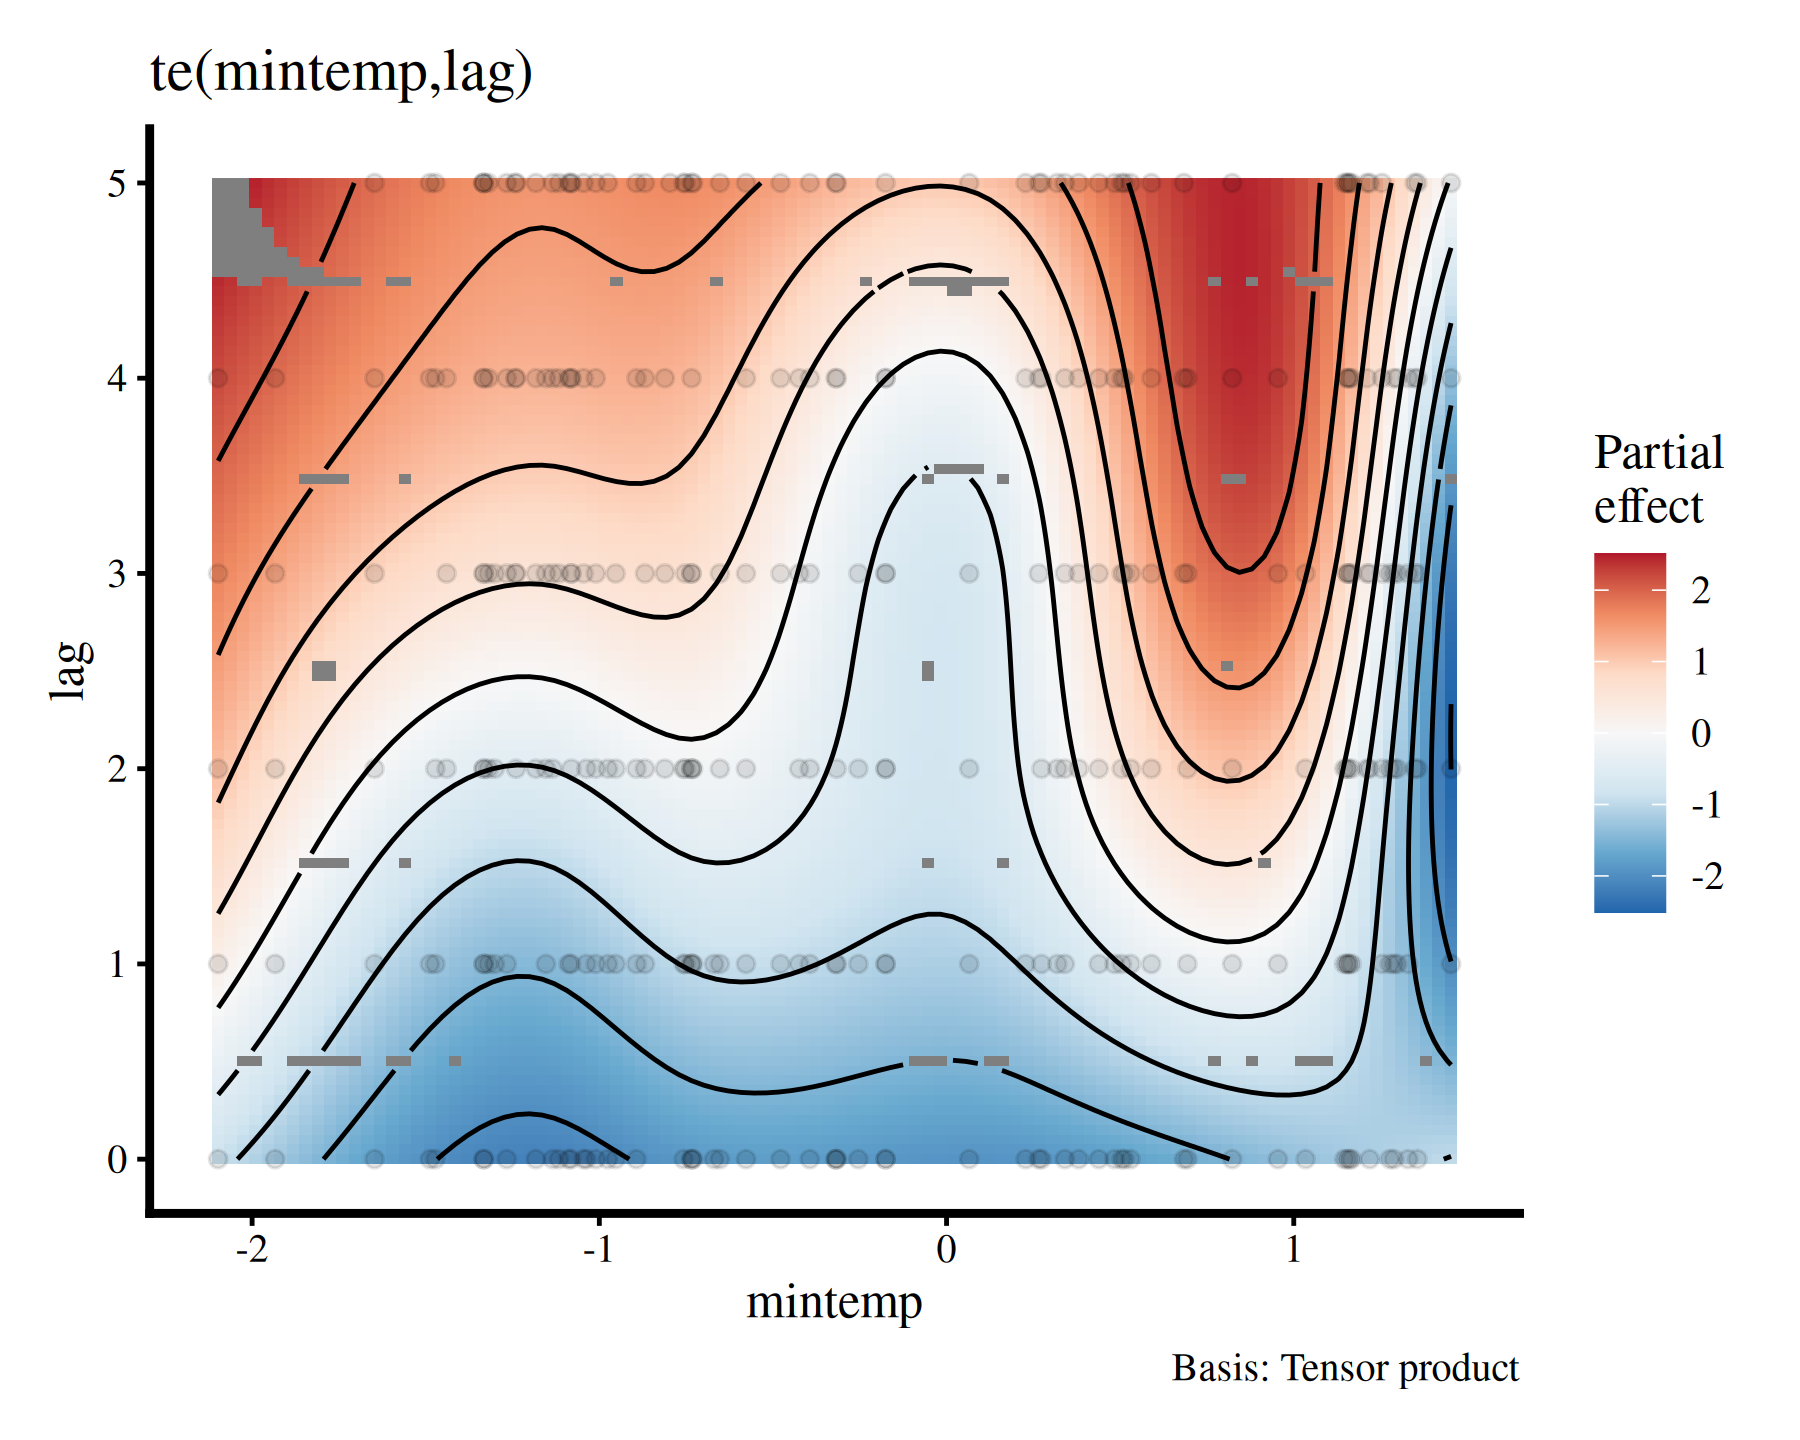 te(mintemp,lag)
5
4
3
2
1
0
lag
-2
-1
0
1
mintemp
Partial
effect
2
1
0
-1
-2
Basis: Tensor product